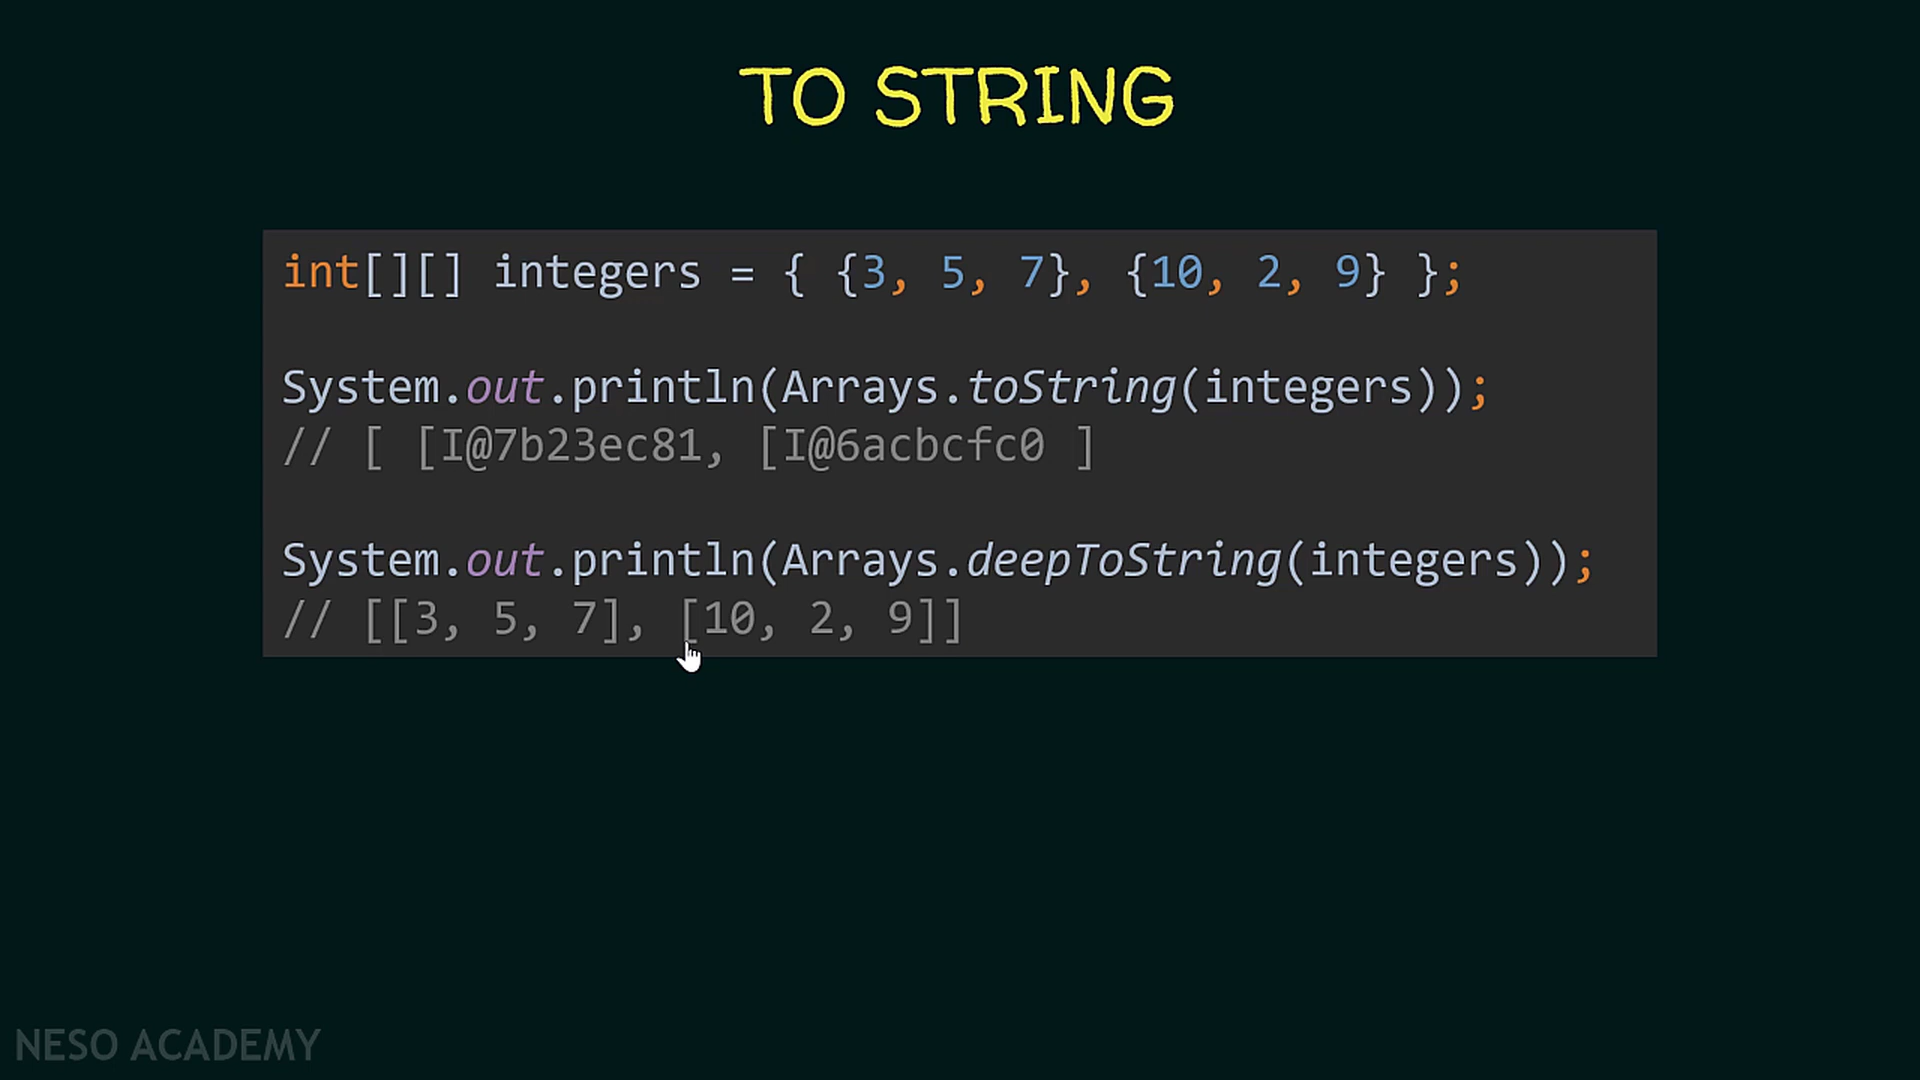 TO STRING
int[][] integers = { {3, 5, 7}, {10, 2, 9} };
System.out.println(Arrays.toString(integers));
// [ [I@7b23ec81, [I@6acbcfc0 ]
System.out.println(Arrays.deepToString(integers));
// [[3, 5, 7], [10, 2, 9]]
NESO ACADEMY